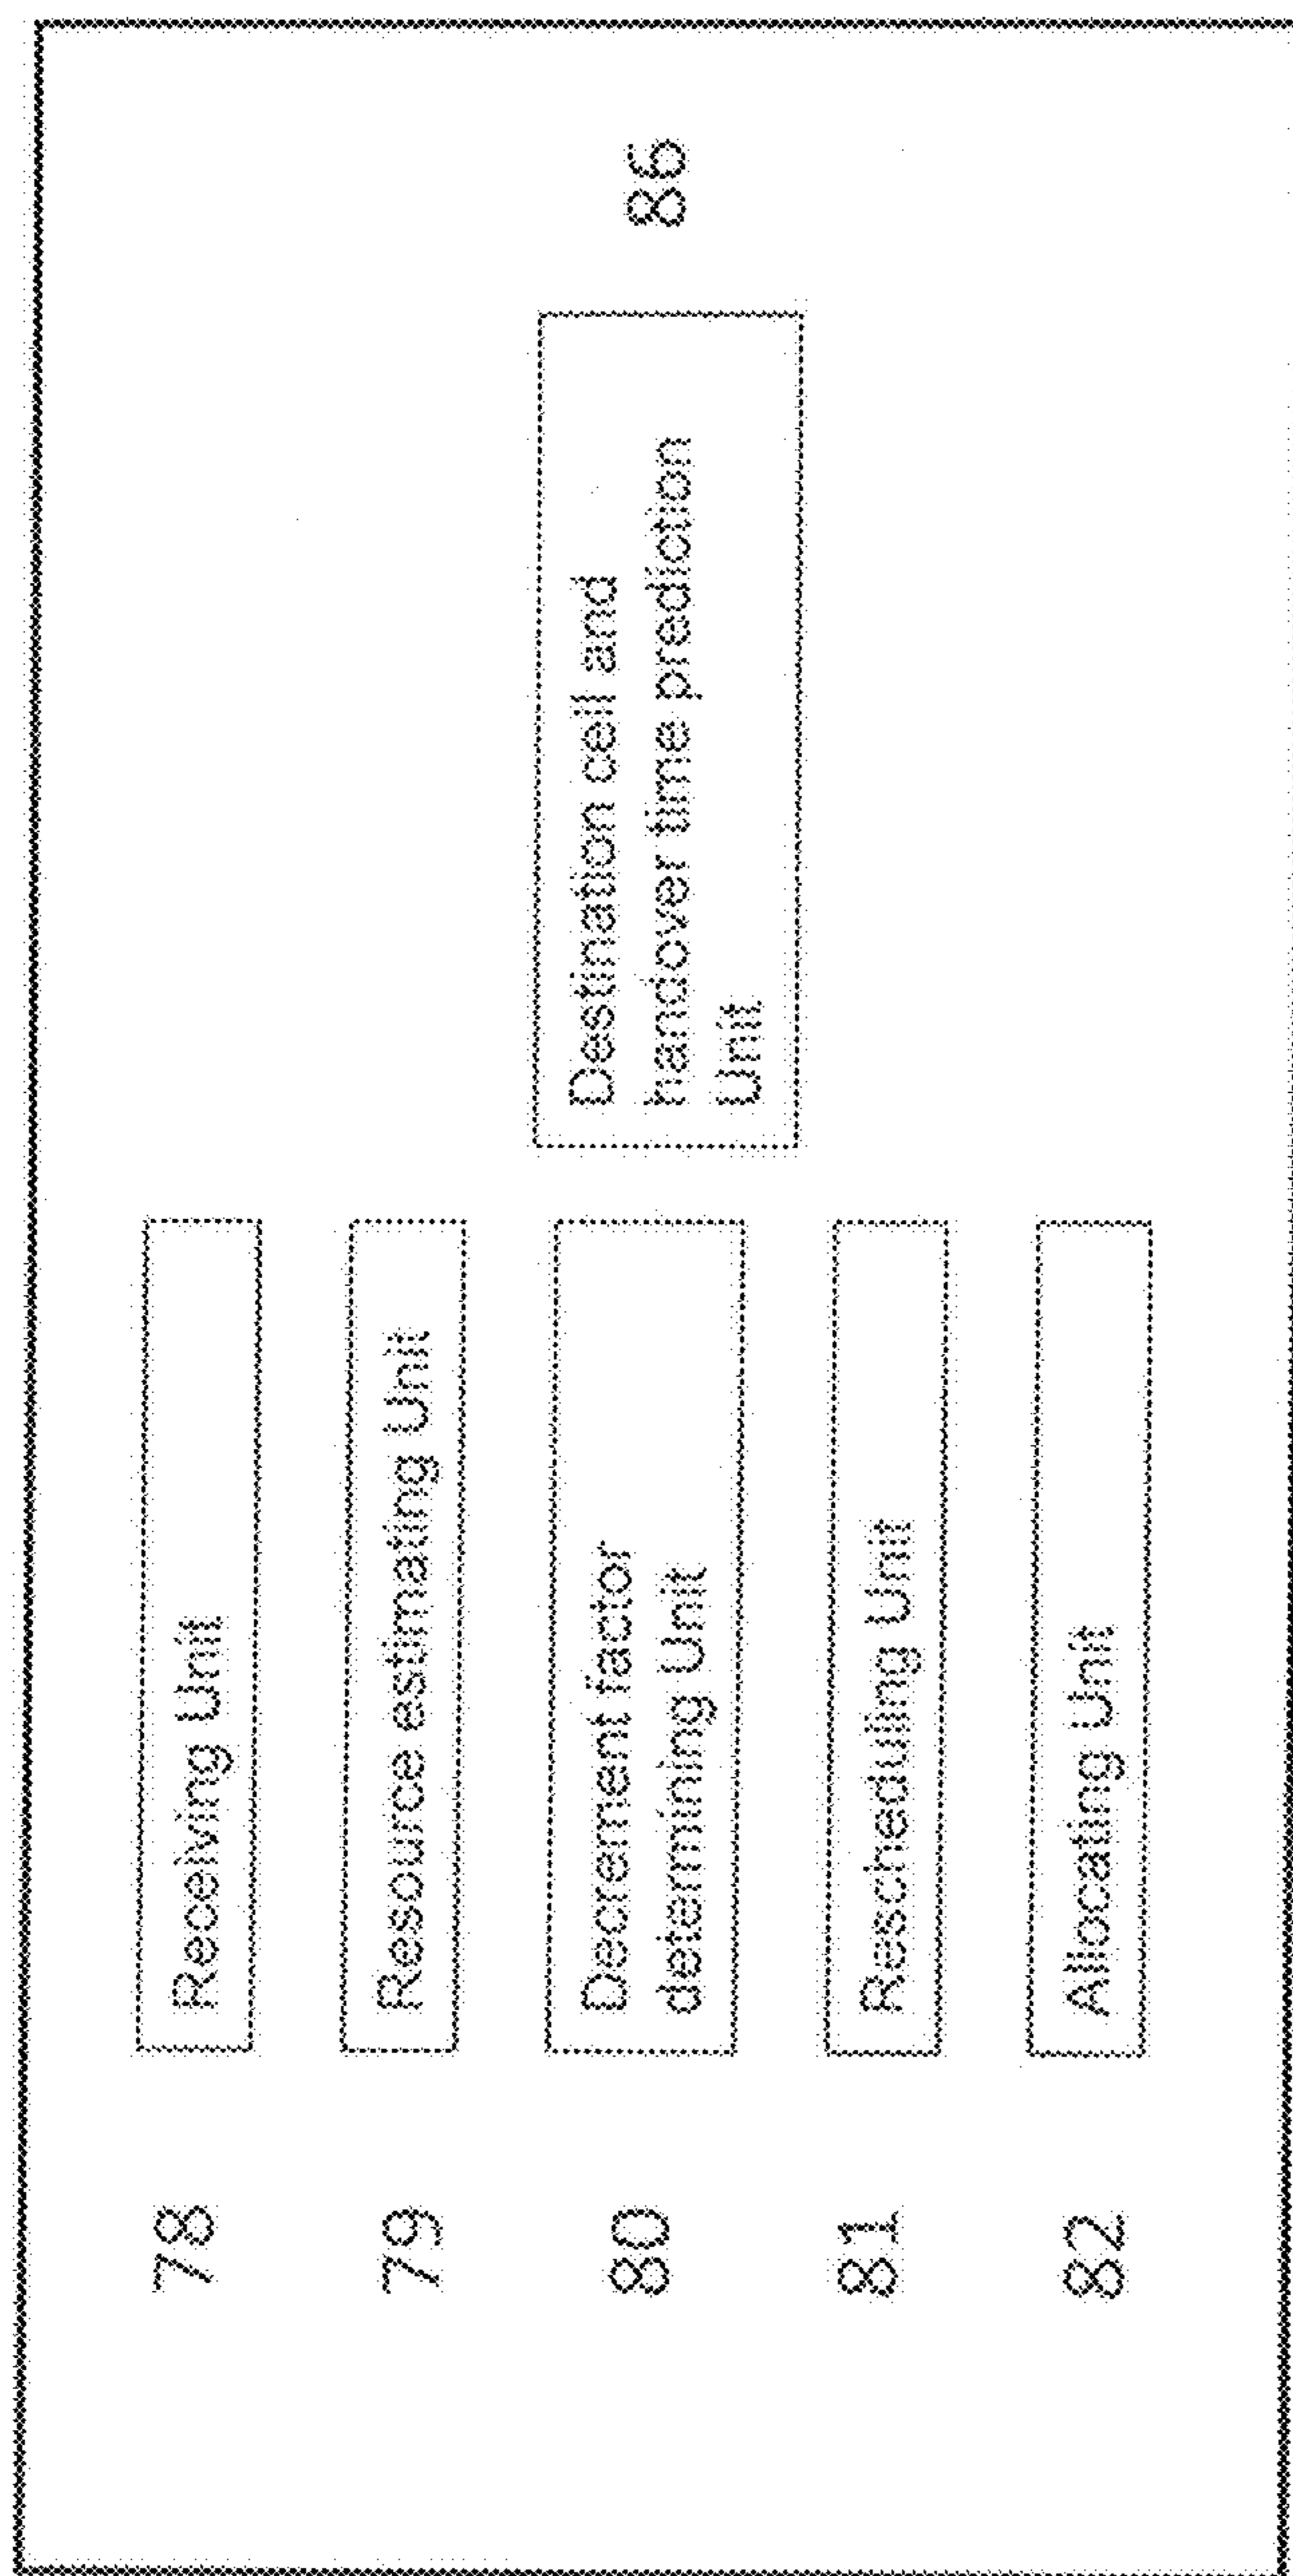 78
Receiving Unit
79
Resource estimating Unit
80
Decrement factor
determining Unit
81
Rescheduling Unit
82
Allocating Unit
Destination cell and
handover time prediction
Unit
86